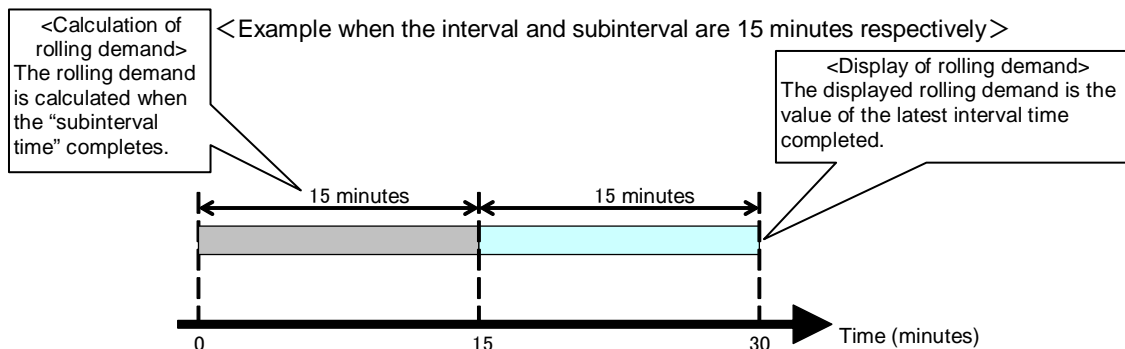 ＜Example when the interval and subinterval are 15 minutes respectively＞
<Calculation of
rolling demand>
The rolling demand
is calculated when
the “subinterval
time” completes.
<Display of rolling demand>
The displayed rolling demand is the
value of the latest interval time
completed.
15 minutes
15 minutes
0
15
30
Time (minutes)